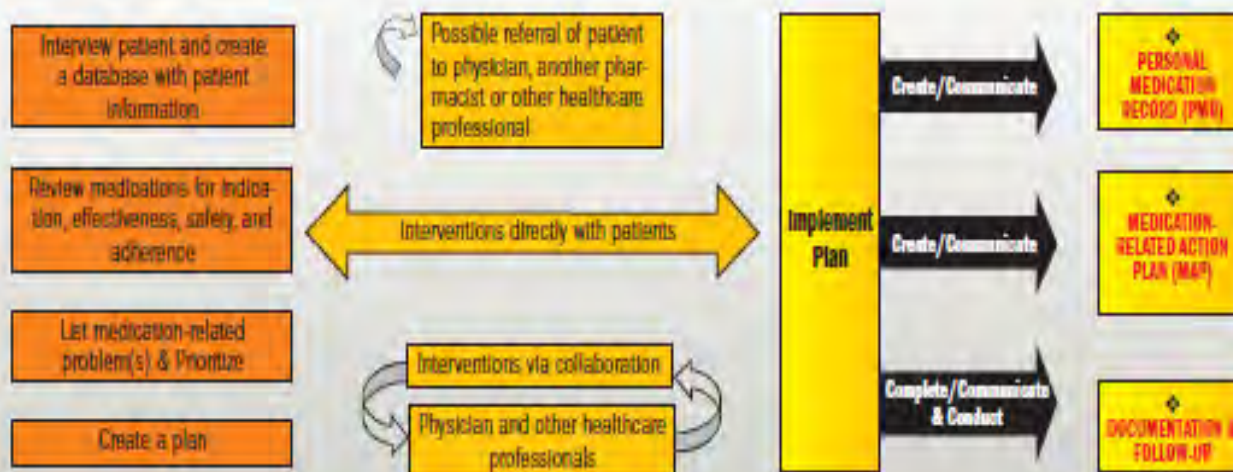 Interview patient and create
a database with patient
information
Review medications for indica-
tion, effectiveness, safety, and
adherence
List medication-related
problem(s) & Prioritize
Create a plan
Possible referral of patient
to physician, another phar-
macist or other healthcare
professional
Interventions directly with patients
Interventions via collaboration
Physician and other healthcare
professionals
Implement
Plan
Create/Communicate
Create/Communicate
Complete/Communicate
& Conduct
❖
PERSONAL
MEDICATION
RECORD (PMR)
❖
MEDICATION-
RELATED ACTION
PLAN (MAP)
❖
DOCUMENTATION &
FOLLOW-UP